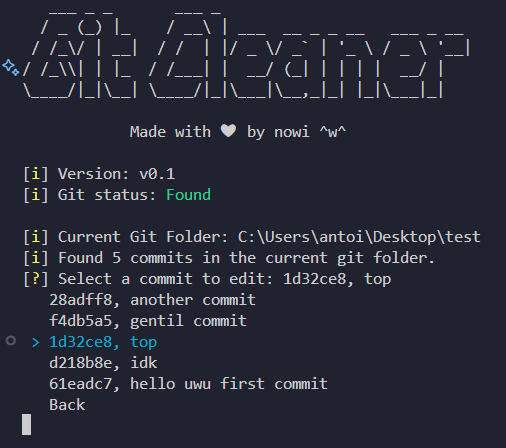 Git Cleaner
Made with ❤ by nowi ^w^
[i] Version: v0.1
[i] Git status: Found
[i] Current Git Folder: C:\Users\antoi\Desktop\test
[i] Found 5 commits in the current git folder.
[?] Select a commit to edit: 1d32ce8, top
28adff8, another commit
f4db5a5, gentil commit
> 1d32ce8, top
d218b8e, idk
61eadc7, hello uwu first commit
Back